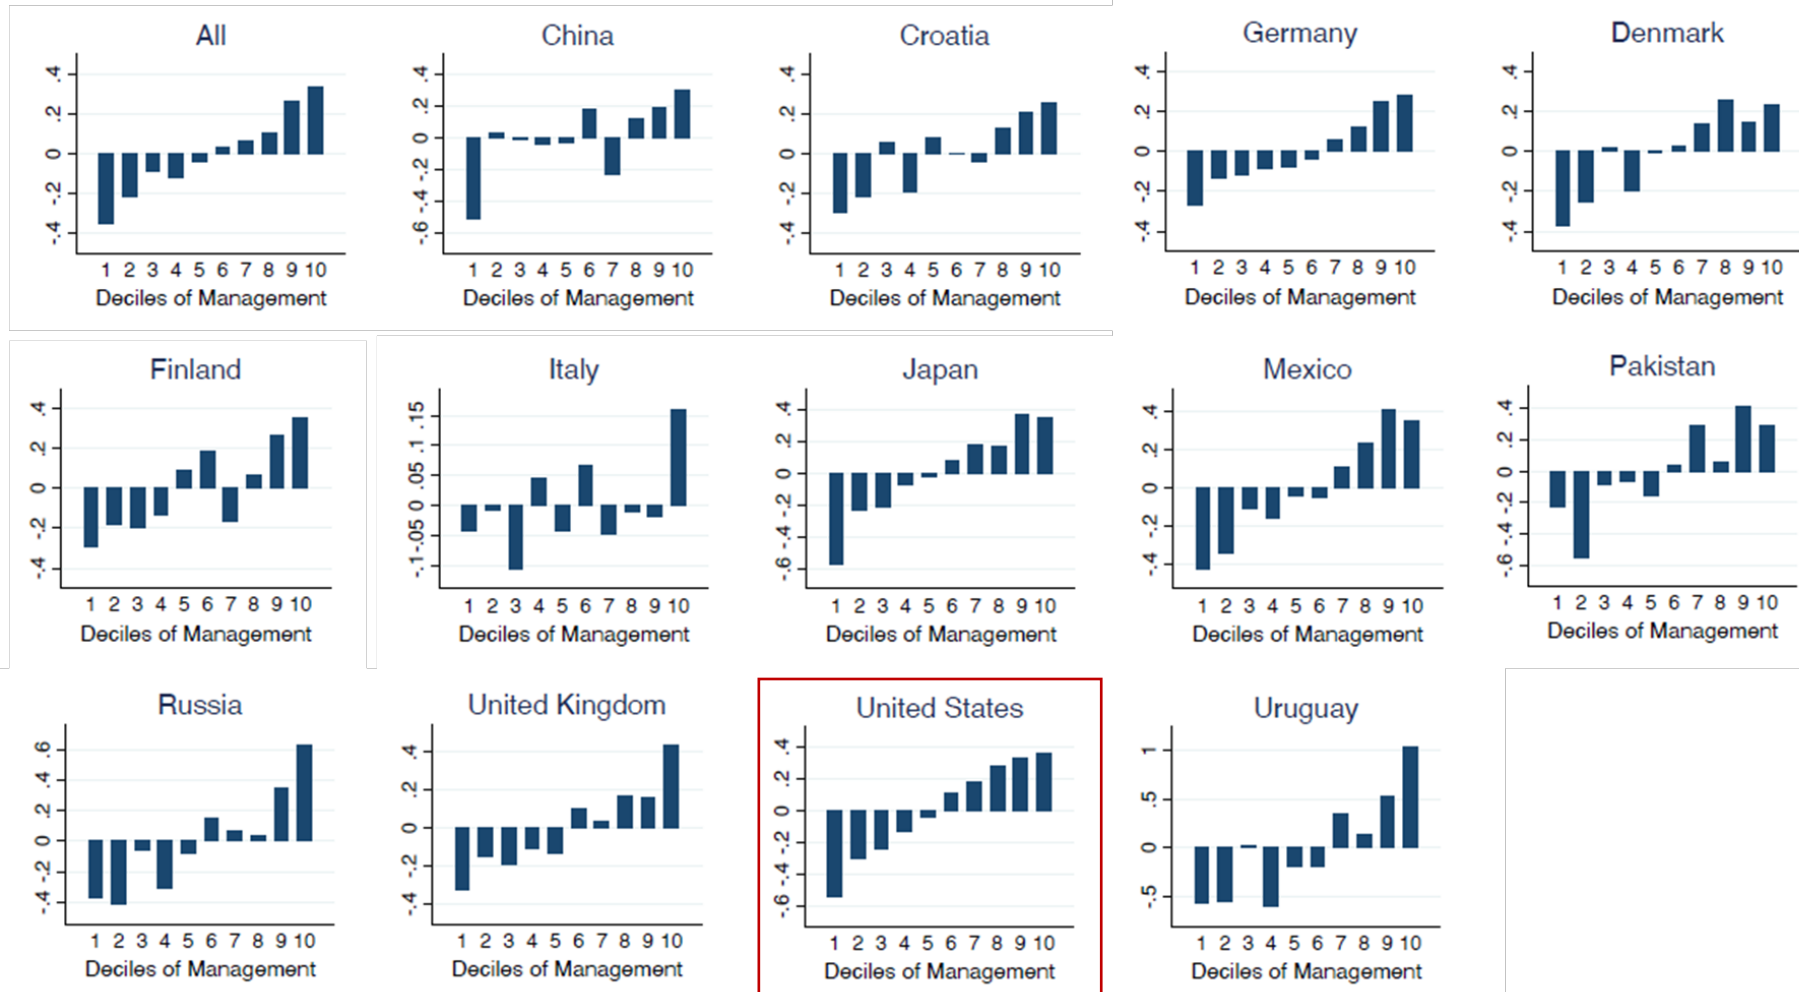 All
.4
.2
0
-.2
-.4
1 2 3 4 5 6 7 8 9 10
Deciles of Management
China
.4
.2
0
-.2
-.4
-.6
1 2 3 4 5 6 7 8 9 10
Deciles of Management
Croatia
.4
.2
0
-.2
-.4
1 2 3 4 5 6 7 8 9 10
Deciles of Management
Germany
.4
.2
0
-.2
-.4
1 2 3 4 5 6 7 8 9 10
Deciles of Management
Denmark
.4
.2
0
-.2
-.4
1 2 3 4 5 6 7 8 9 10
Deciles of Management
Finland
.4
.2
0
-.2
-.4
1 2 3 4 5 6 7 8 9 10
Deciles of Management
Italy
.15
.1
.05
0
-.05
-.1
1 2 3 4 5 6 7 8 9 10
Deciles of Management
Japan
.4
.2
0
-.2
-.4
-.6
1 2 3 4 5 6 7 8 9 10
Deciles of Management
Mexico
.4
.2
0
-.2
-.4
1 2 3 4 5 6 7 8 9 10
Deciles of Management
Pakistan
.4
.2
0
-.2
-.4
-.6
1 2 3 4 5 6 7 8 9 10
Deciles of Management
Russia
.6
.4
.2
0
-.2
-.4
1 2 3 4 5 6 7 8 9 10
Deciles of Management
United Kingdom
.4
.2
0
-.2
-.4
1 2 3 4 5 6 7 8 9 10
Deciles of Management
United States
.4
.2
0
-.2
-.4
-.6
1 2 3 4 5 6 7 8 9 10
Deciles of Management
Uruguay
1
.5
0
-.5
1 2 3 4 5 6 7 8 9 10
Deciles of Management